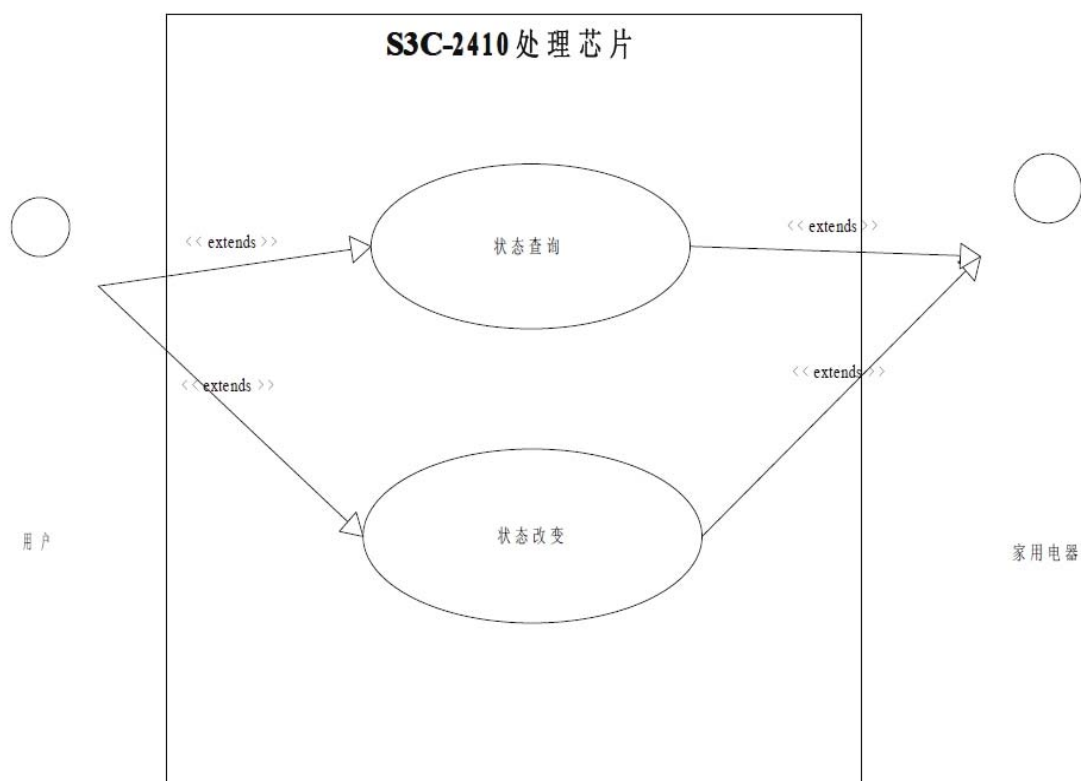 S3C-2410处理芯片
<< extends >>
<< extends >>
状态查询
<< extends >>
<< extends >>
用户
状态改变
家用电器